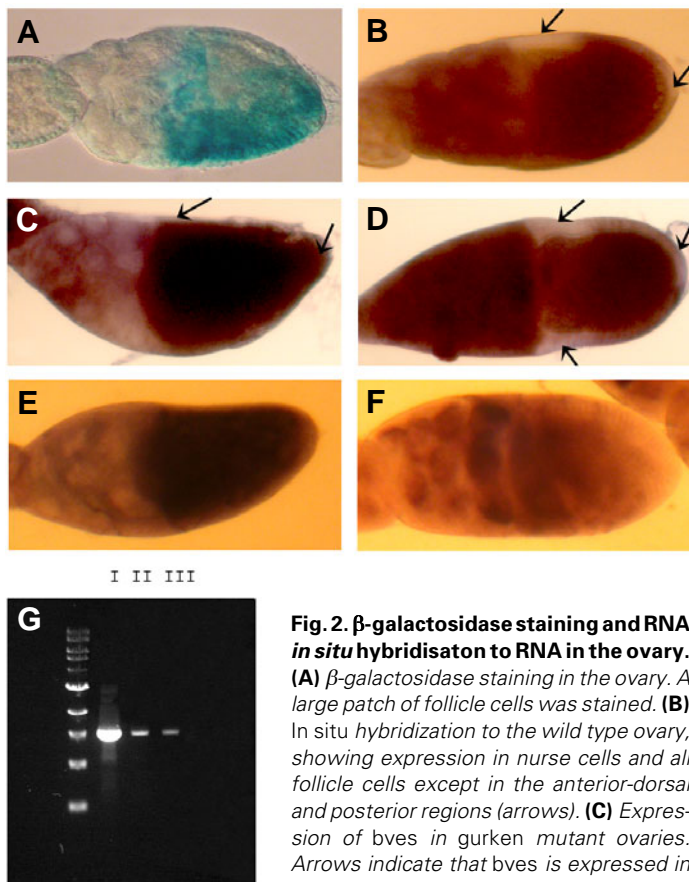 A
B
C
D
E
F
I II III
G
Fig. 2. β-galactosidase staining and RNA
in situ hybridisaton to RNA in the ovary.
(A) β-galactosidase staining in the ovary. A
large patch of follicle cells was stained. (B)
In situ hybridization to the wild type ovary,
showing expression in nurse cells and all
follicle cells except in the anterior-dorsal
and posterior regions (arrows). (C) Expres-
sion of bves in gurken mutant ovaries.
Arrows indicate that bves is expressed in